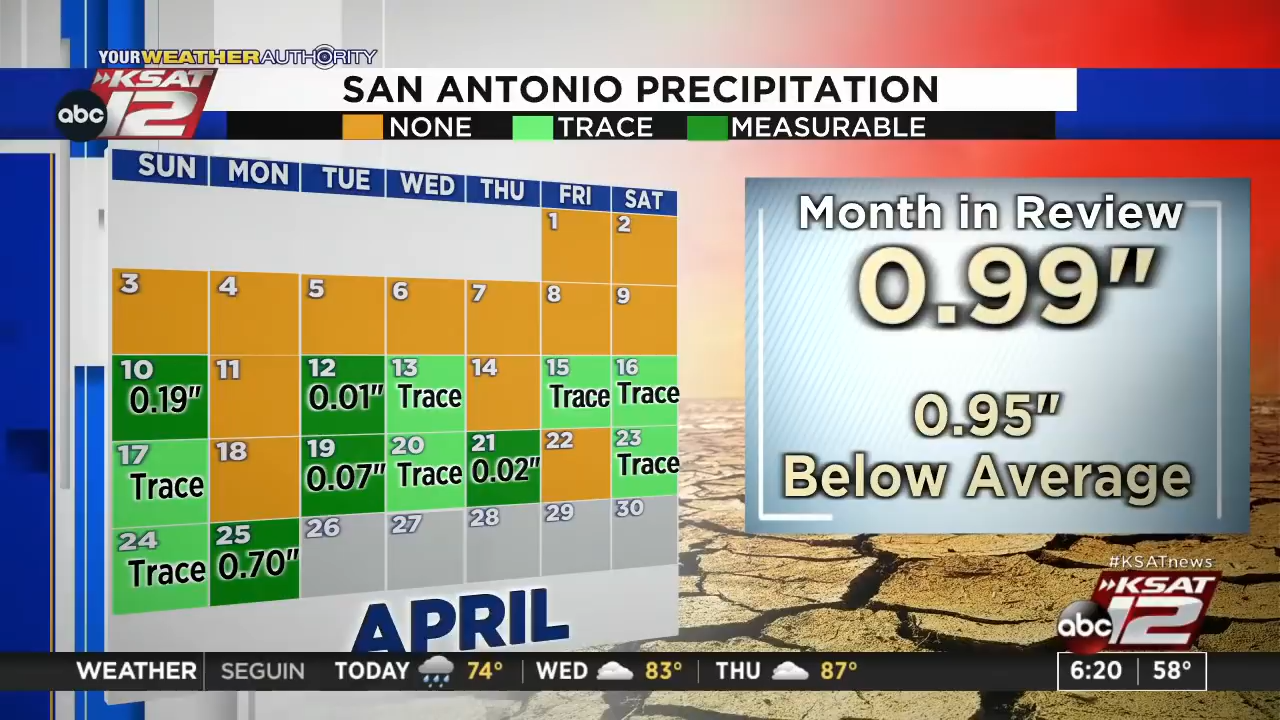 YOURWEATHERAUTHORITY
KSAT
abc 12
SAN ANTONIO PRECIPITATION
NONE TRACE MEASURABLE
SUN MON TUE WED THU FRI SAT
1 2
3 4 5 6 7 8 9
10 11 12 13 14 15 16
0.19" 0.01" Trace Trace Trace
17 18 19 20 21 22 23
Trace 0.07" Trace 0.02" Trace
24 25 26 27 28 29 30
Trace 0.70"
APRIL
Month in Review
0.99"
0.95"
Below Average
#KSATnews
KSAT
abc 12
WEATHER SEGUIN TODAY 74° WED 83° THU 87° 6:20 58°